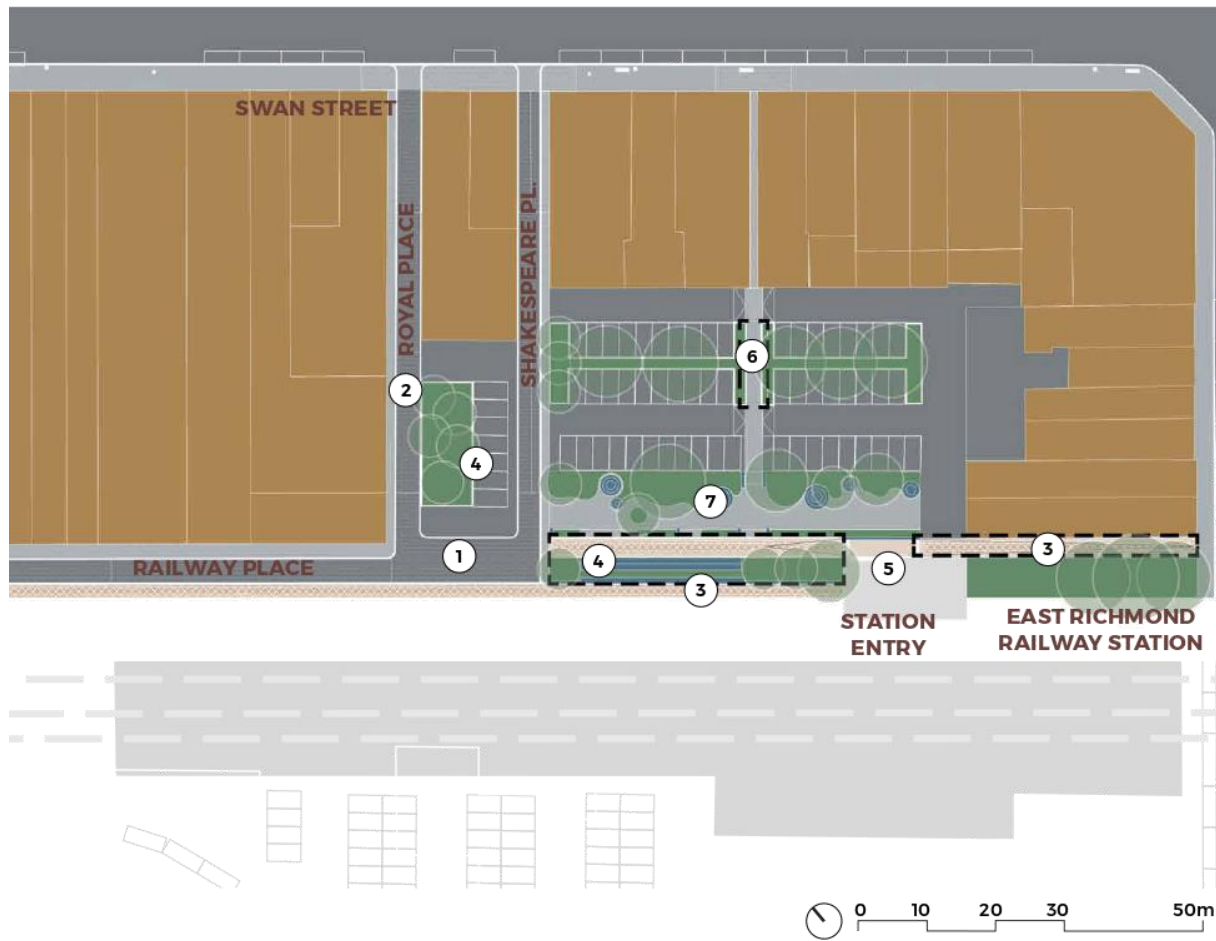 SWAN STREET
ROYAL PLACE
SHAKESPEARE PL.
2
6
4
7
1
RAILWAY PLACE
4
3
5
3
STATION
ENTRY
EAST RICHMOND
RAILWAY STATION
0 10 20 30 50m